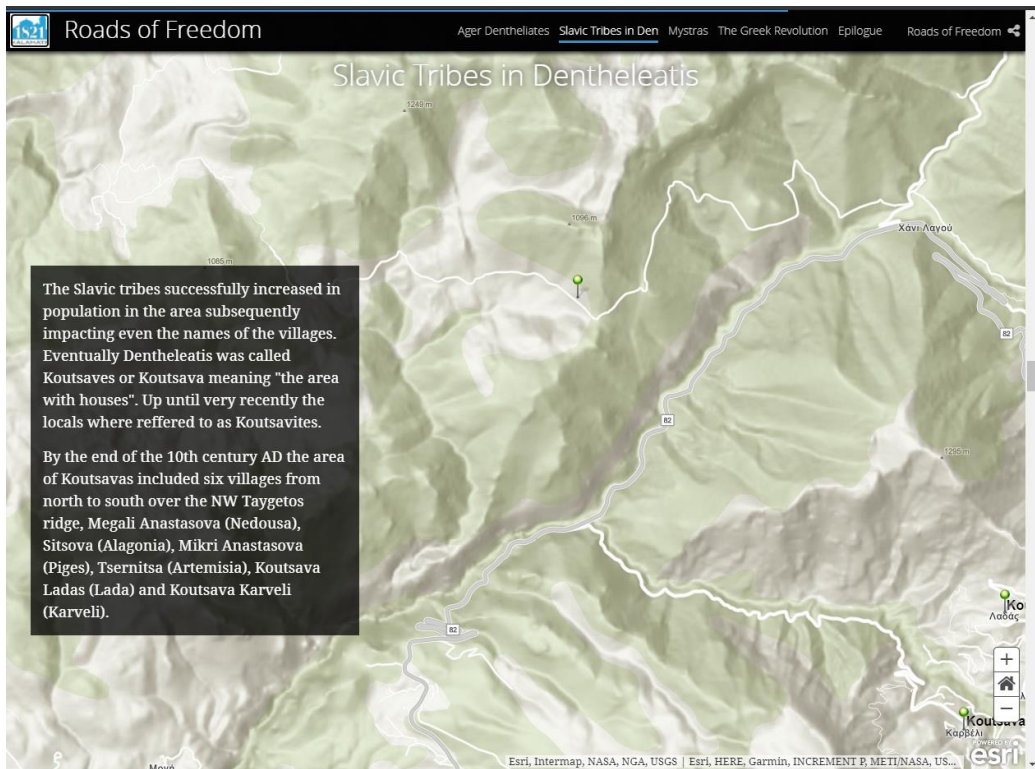 1821
KALAMATA
Roads of Freedom
Ager Dentheliates
Slavic Tribes in Den
Mystras
The Greek Revolution
Epilogue
Roads of Freedom
Slavic Tribes in Dentheleatis
1249 m
1096 m
Χάνι Λαγού
1085 m
82
The Slavic tribes successfully increased in
population in the area subsequently
impacting even the names of the villages.
Eventually Dentheleatis was called
Koutsaves or Koutsava meaning "the area
with houses". Up until very recently the
locals where reffered to as Koutsavites.
By the end of the 10th century AD the area
of Koutsavas included six villages from
north to south over the NW Taygetos
ridge, Megali Anastasova (Nedousa),
Sitsova (Alagonia), Mikri Anastasova
(Piges), Tsernitsa (Artemisia), Koutsava
Ladas (Lada) and Koutsava Karveli
(Karveli).
82
1295 m
Kou
Λαδάς
82
Koutsava
Καρβέλι
POWERED BY
esri
Esri, Intermap, NASA, NGA, USGS | Esri, HERE, Garmin, INCREMENT P, METI/NASA, US...